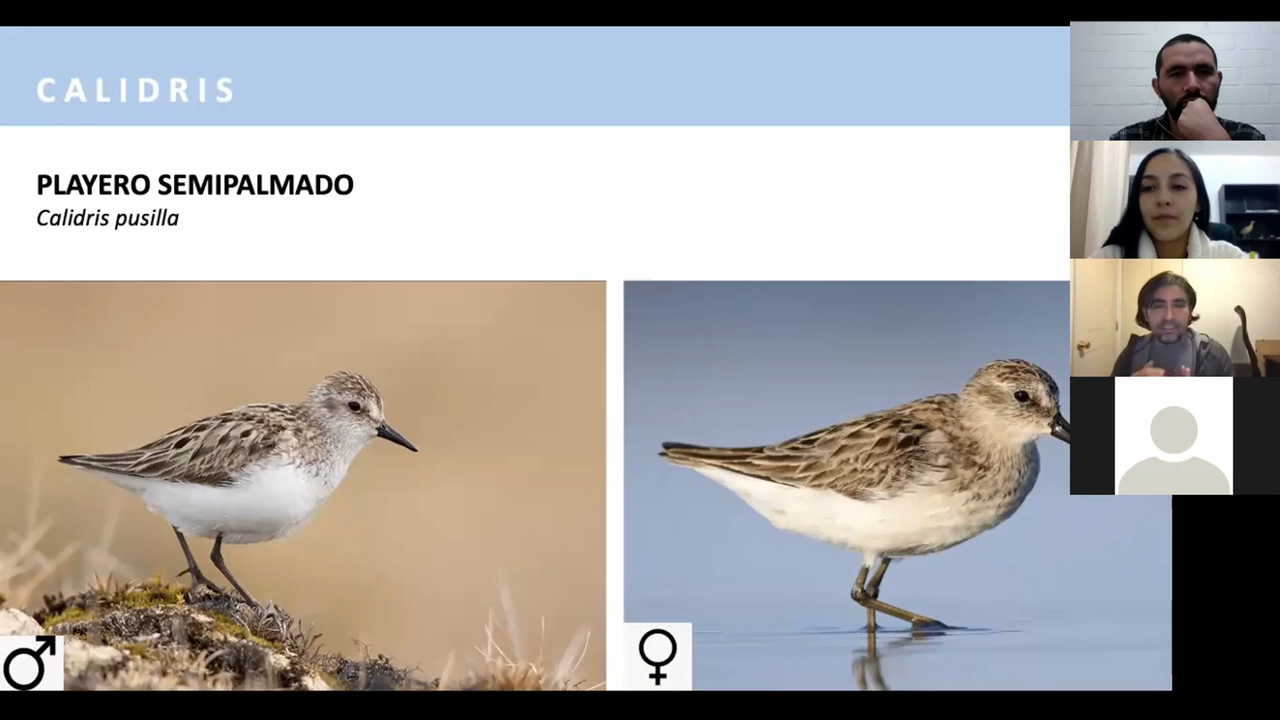 CALIDRIS
PLAYERO SEMIPALMADO
Calidris pusilla
♂
♀